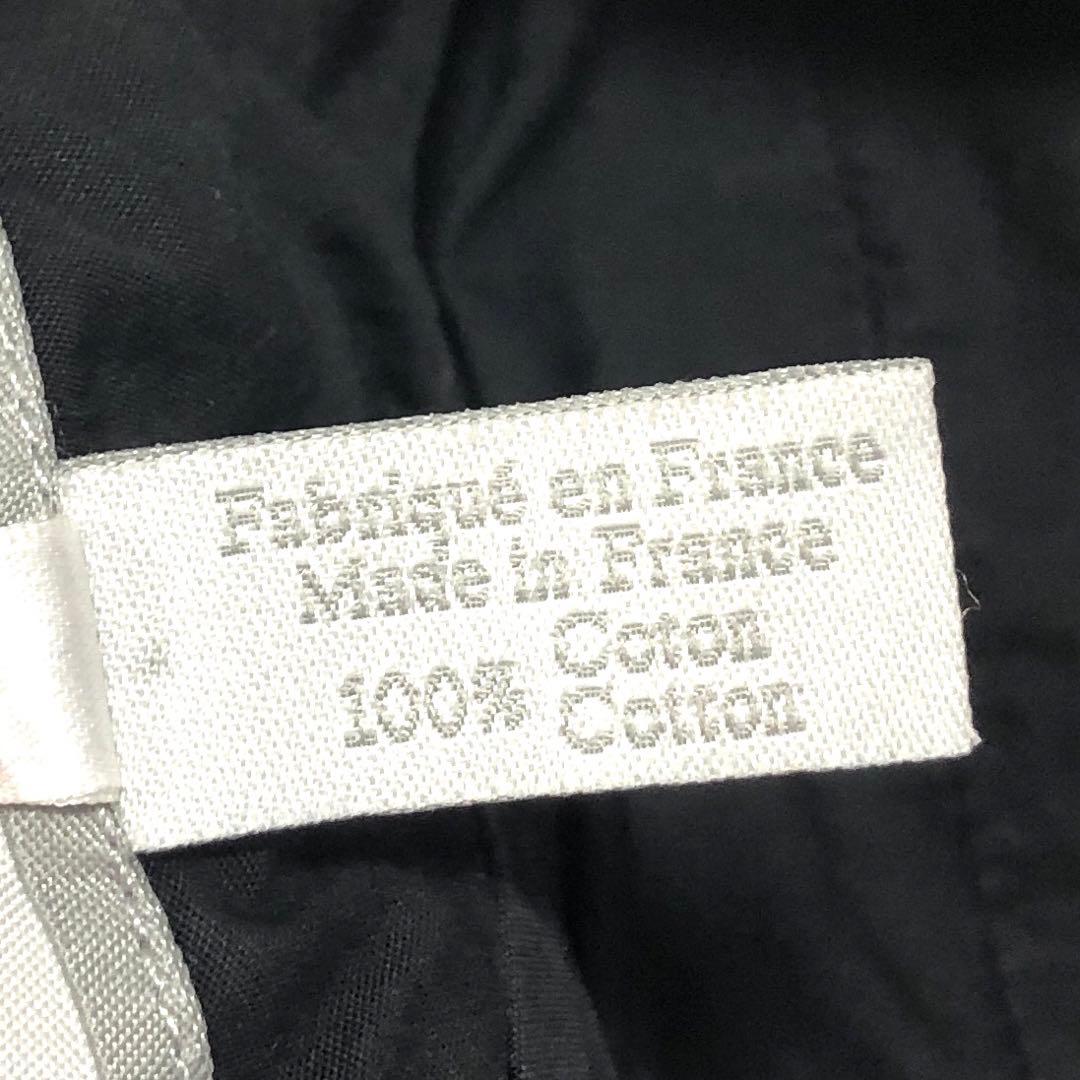 Fabriqué en France
Made in France
Coton
100% Cotton